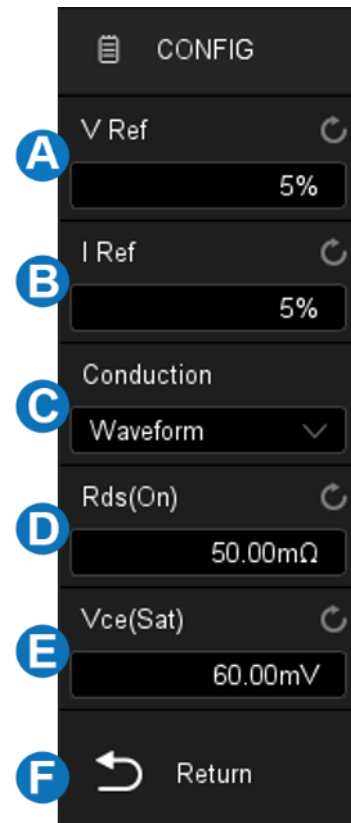 CONFIG
A
V Ref
5%
B
I Ref
5%
C
Conduction
Waveform
D
Rds(On)
50.00mΩ
E
Vce(Sat)
60.00mV
F
Return